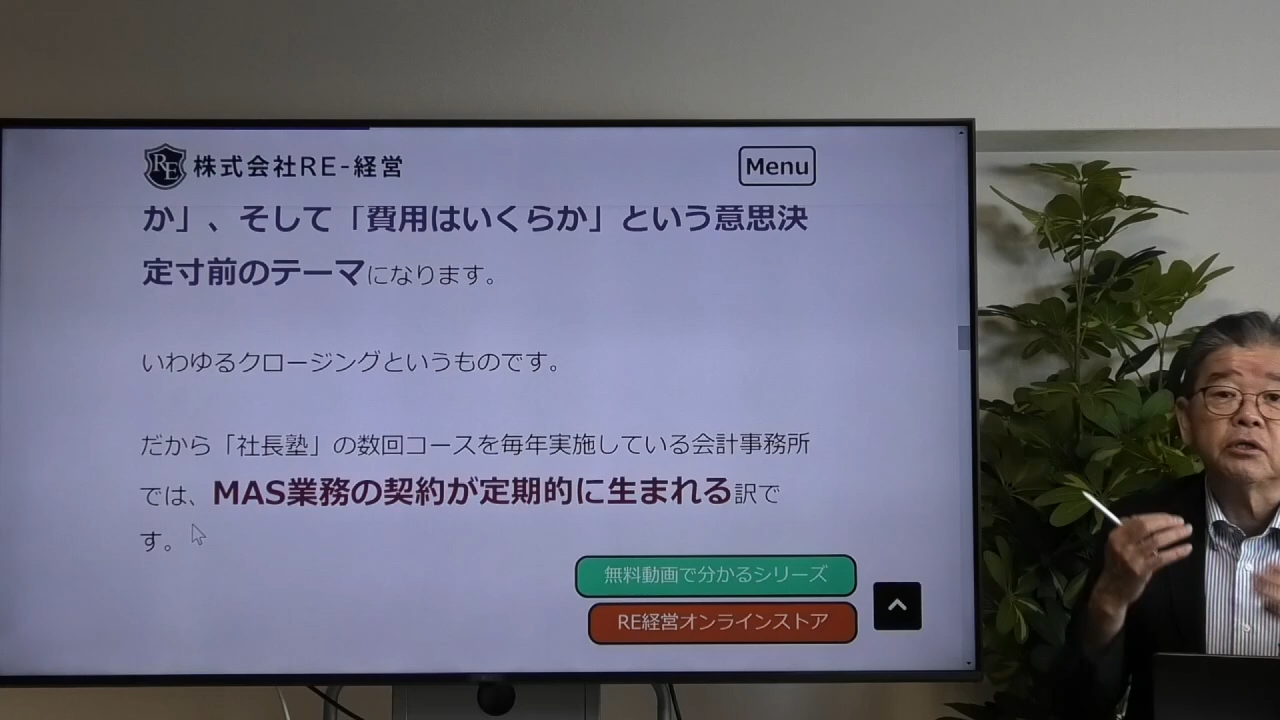 RE 株式会社RE-経営
Menu
か」、そして「費用はいくらか」という意思決
定寸前のテーマになります。
いわゆるクロージングというものです。
だから「社長塾」の数回コースを毎年実施している会計事務所
では、MAS業務の契約が定期的に生まれる訳で
す。
無料動画で分かるシリーズ
RE経営オンラインストア